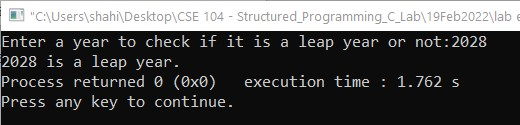 "C:\Users\shahi\Desktop\CSE 104 - Structured_Programming_C_Lab\19Feb2022\lab e
Enter a year to check if it is a leap year or not:2028
2028 is a leap year.
Process returned 0 (0x0)   execution time : 1.762 s
Press any key to continue.